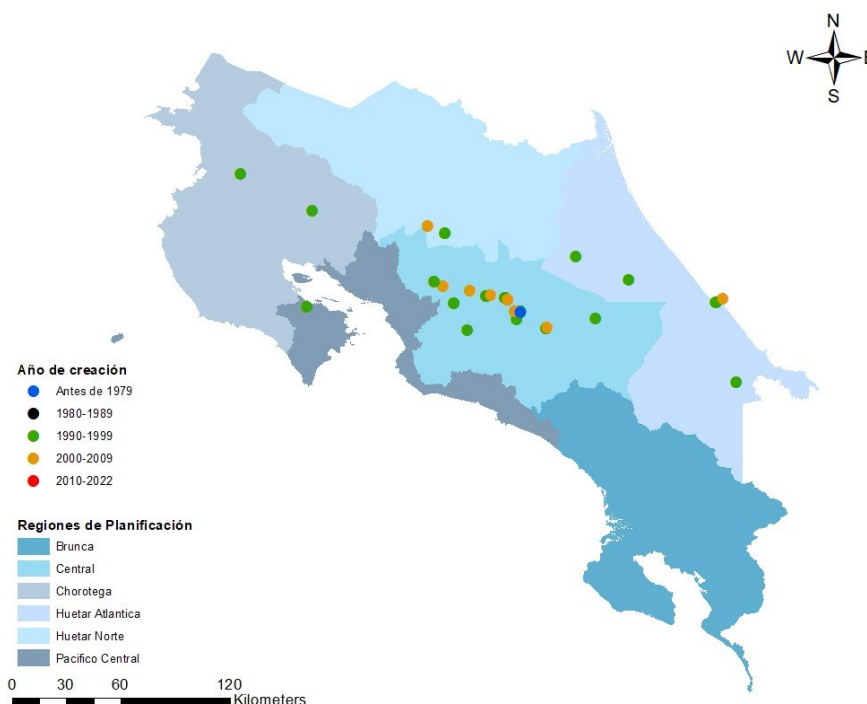 N
W E
S
Año de creación
Antes de 1979
1980-1989
1990-1999
2000-2009
2010-2022
Regiones de Planificación
Brunca
Central
Chorotega
Huetar Atlantica
Huetar Norte
Pacifico Central
0 30 60 120
Kilometers